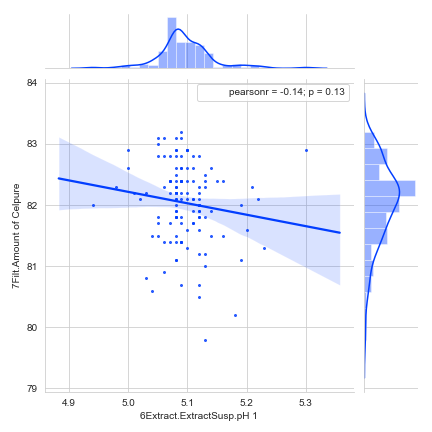 pearsonr = -0.14; p = 0.13
84
83
82
81
80
79
7Filt.Amount of Celpure
4.9 5.0 5.1 5.2 5.3
6Extract.ExtractSusp.pH 1